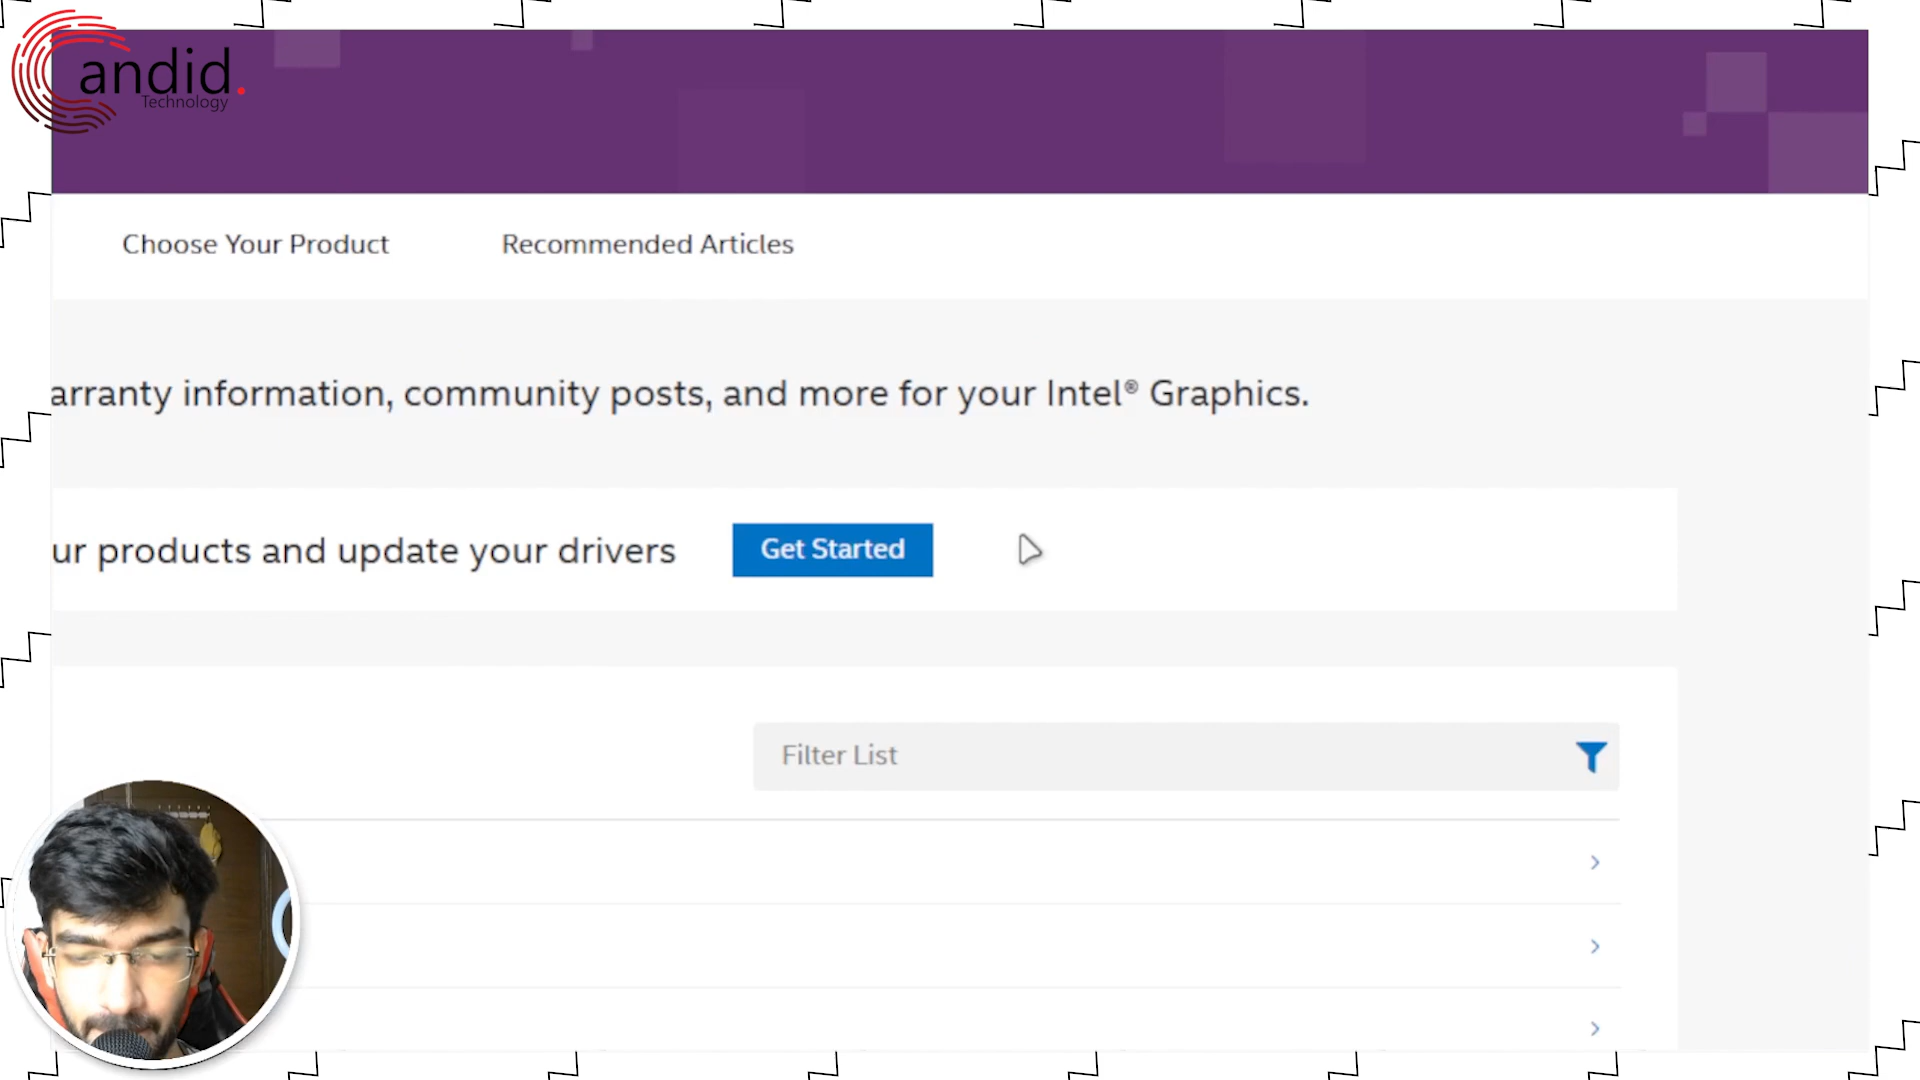 Candid.
Technology
Choose Your Product
Recommended Articles
arranty information, community posts, and more for your Intel® Graphics.
ur products and update your drivers
Get Started
Filter List